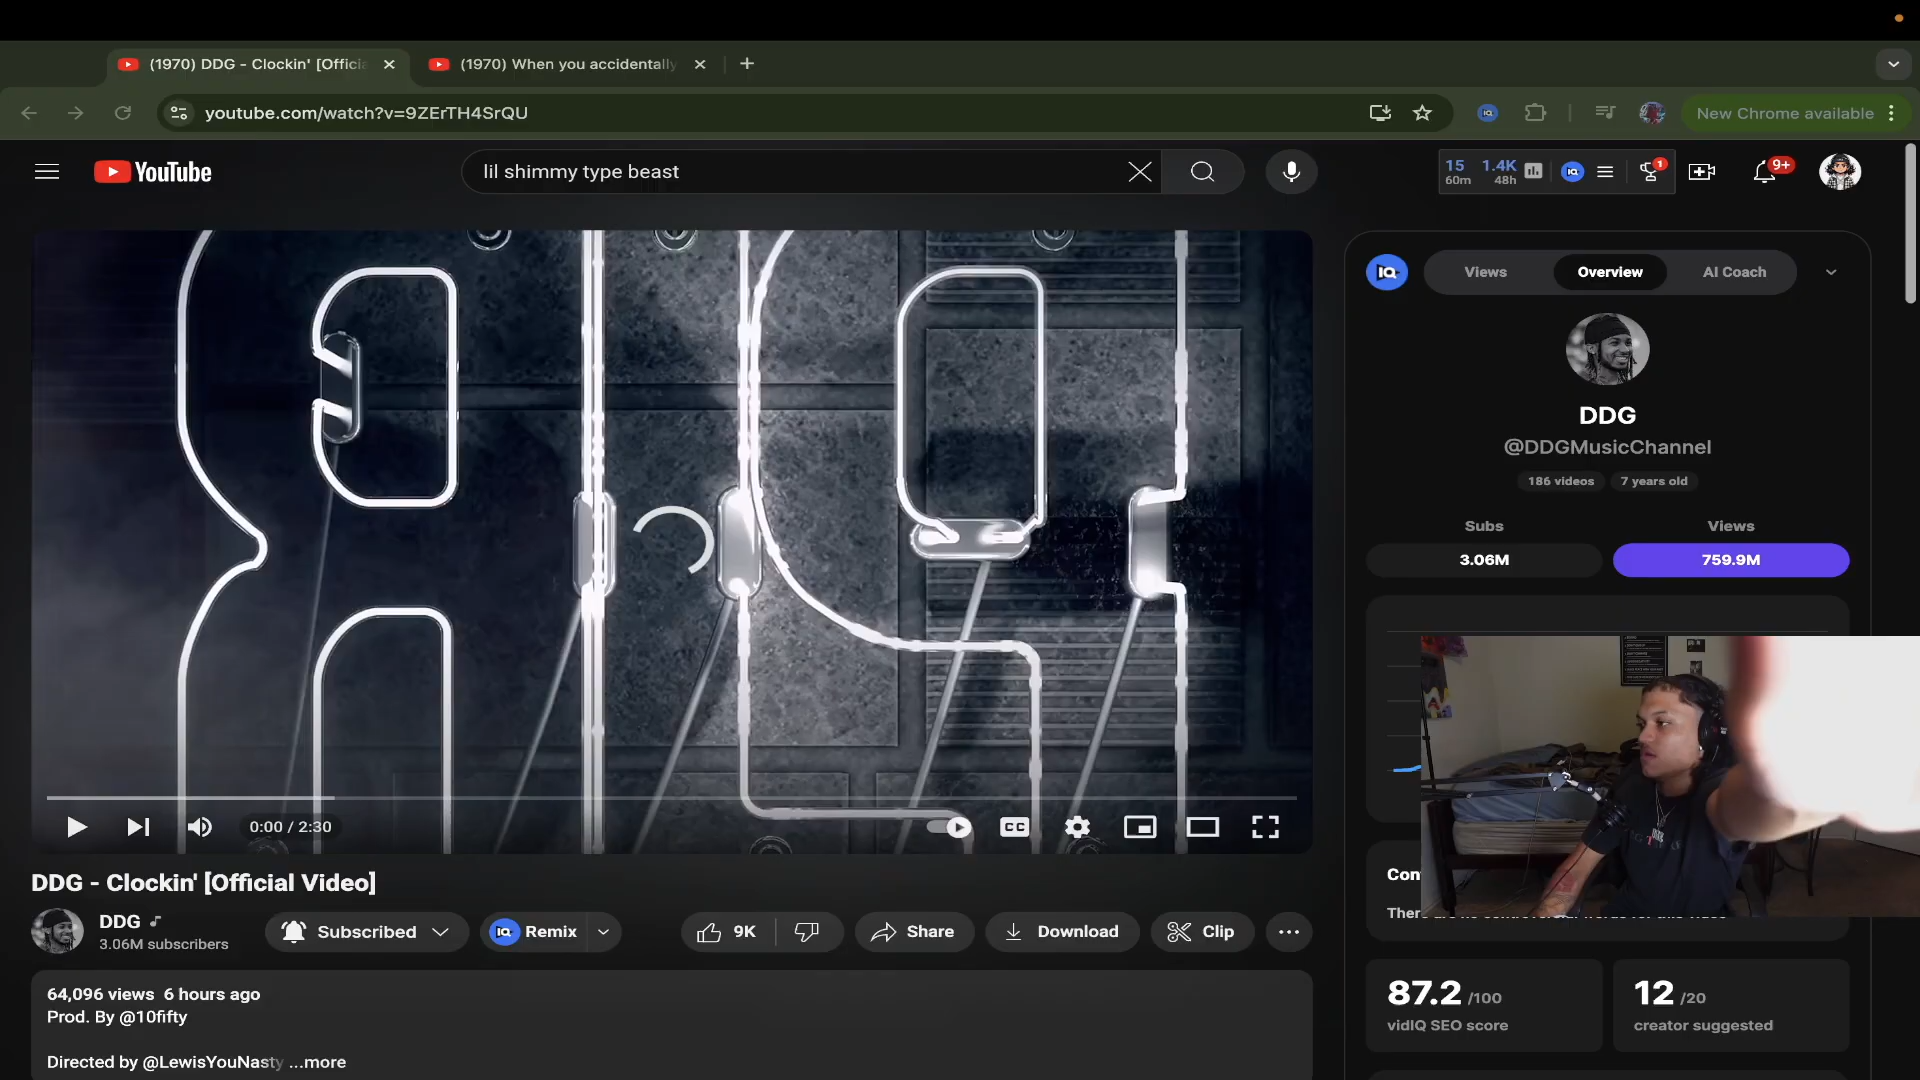 (1970) DDG - Clockin' [Offici
(1970) When you accidentally
youtube.com/watch?v=9ZErTH4SrQU
New Chrome available
YouTube
lil shimmy type beast
15
60m
1.4K
48h
1
9+
Views
Overview
AI Coach
DDG
@DDGMusicChannel
186 videos
7 years old
Subs
Views
3.06M
759.9M
0:00 / 2:30
CC
DDG - Clockin' [Official Video]
DDG
3.06M subscribers
Subscribed
Remix
9K
Share
Download
Clip
64,096 views 6 hours ago
Prod. By @10fifty
Directed by @LewisYouNasty ...more
87.2 /100
vidIQ SEO score
12 /20
creator suggested